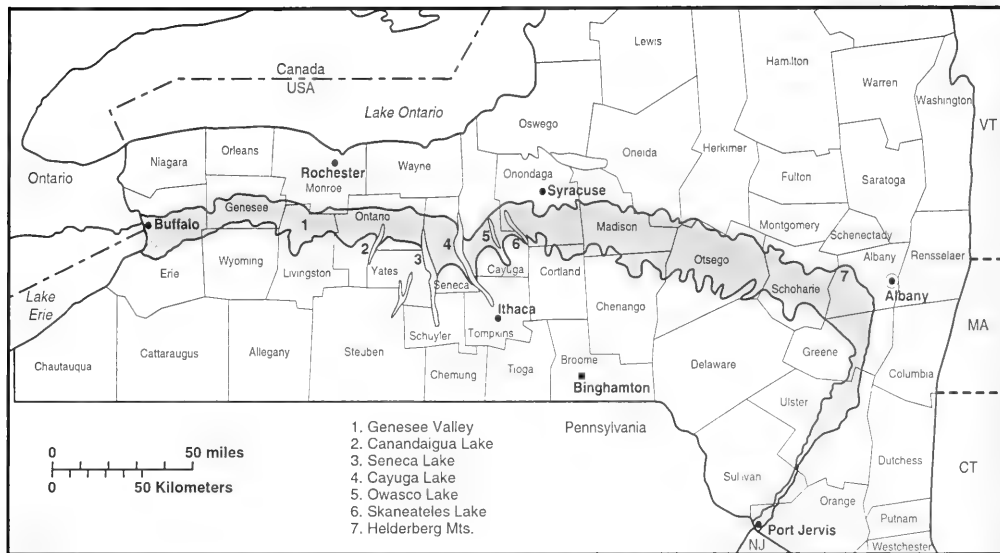 Lewis
Hamilton
Canada
USA
Warren
Washington
Lake Ontario
Oswego
VT
Niagara
Orleans
Wayne
Oneida
Herkimer
Rochester
Monroe
Fulton
Saratoga
Ontario
Onondaga
Syracuse
Genesee
Ontario
Montgomery
Buffalo
1
Madison
Schenectady
2
5
6
Otsego
Albany
Rensselaer
Erie
Wyoming
Livingston
3
4
7
Yates
Cayuga
Cortland
Schoharie
Seneca
Albany
Lake
Erie
Ithaca
Chenango
MA
Schuyler
Tompkins
Greene
Chautauqua
Cattaraugus
Allegany
Steuben
Broome
Delaware
Columbia
Chemung
Tioga
Binghamton
Ulster
1. Genesee Valley
Pennsylvania
2. Canandaigua Lake
0 50 miles
3. Seneca Lake
4. Cayuga Lake
Dutchess
CT
0 50 Kilometers
5. Owasco Lake
Sullivan
6. Skaneateles Lake
Orange
7. Helderberg Mts.
Putnam
Port Jervis
NJ
Westchester